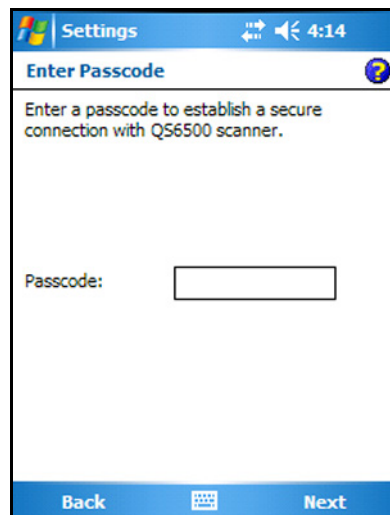 Settings 4:14
Enter Passcode
Enter a passcode to establish a secure
connection with QS6500 scanner.
Passcode:
Back Next